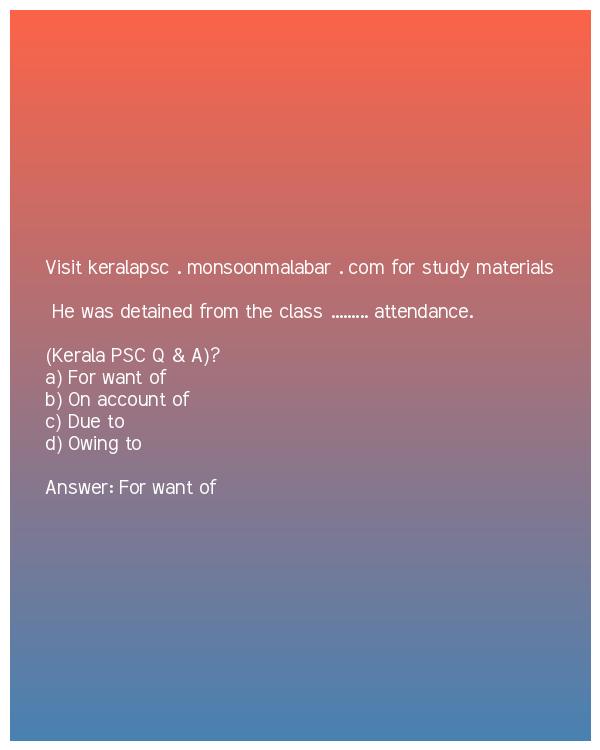 Visit keralapsc . monsoonmalabar . com for study materials
He was detained from the class ......... attendance.
(Kerala PSC Q & A)?
a) For want of
b) On account of
c) Due to
d) Owing to
Answer: For want of